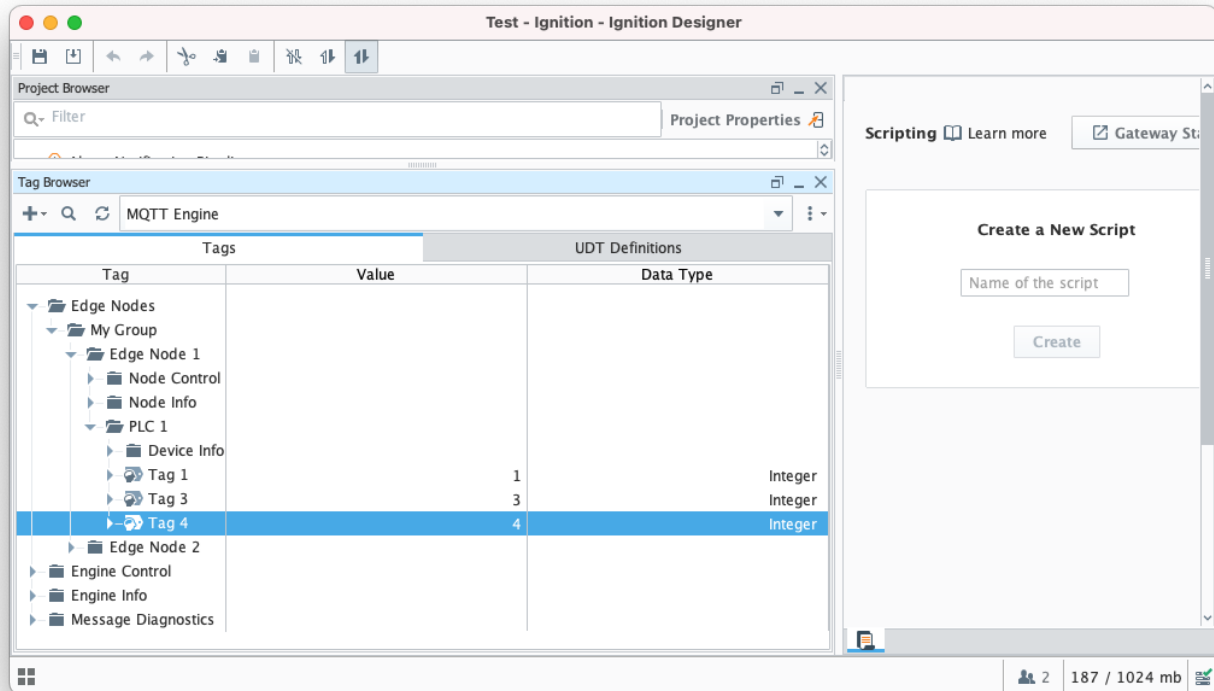 Test - Ignition - Ignition Designer
Project Browser
Filter
Project Properties
Tag Browser
MQTT Engine
Tags
UDT Definitions
Tag
Value
Data Type
Edge Nodes
My Group
Edge Node 1
Node Control
Node Info
PLC 1
Device Info
Tag 1 1 Integer
Tag 3 3 Integer
Tag 4 4 Integer
Edge Node 2
Engine Control
Engine Info
Message Diagnostics
Scripting Learn more
Gateway Sta
Create a New Script
Name of the script
Create
2
187 / 1024 mb